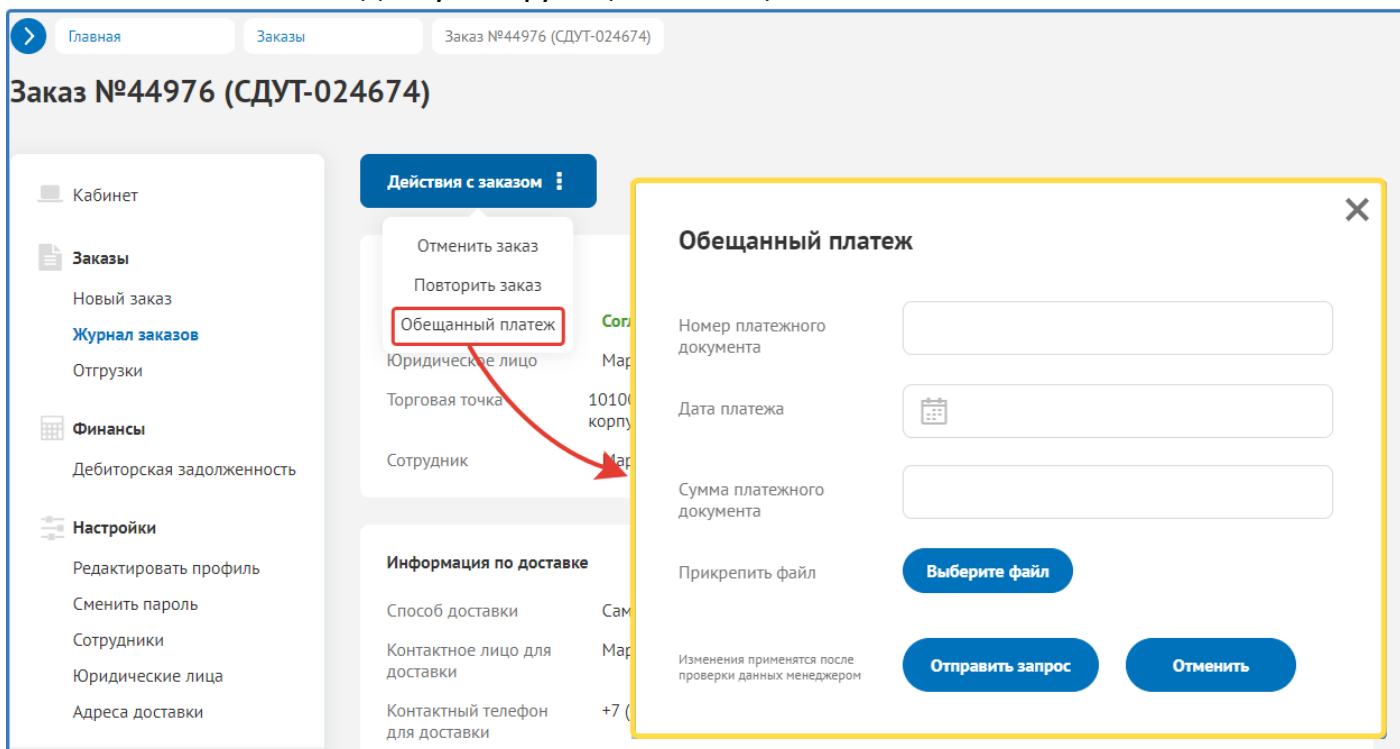 Главная
Заказы
Заказ №44976 (СДУТ-024674)
Заказ №44976 (СДУТ-024674)
Кабинет
Заказы
Новый заказ
Журнал заказов
Отгрузки
Финансы
Дебиторская задолженность
Настройки
Редактировать профиль
Сменить пароль
Сотрудники
Юридические лица
Адреса доставки
Действия с заказом
Отменить заказ
Повторить заказ
Обещанный платеж
Юридическое лицо
Торговая точка
Сотрудник
Информация по доставке
Способ доставки
Контактное лицо для
доставки
Контактный телефон
для доставки
+7 (
Обещанный платеж
Номер платежного
документа
Дата платежа
Сумма платежного
документа
Прикрепить файл
Выберите файл
Изменения применятся после
проверки данных менеджером
Отправить запрос
Отменить